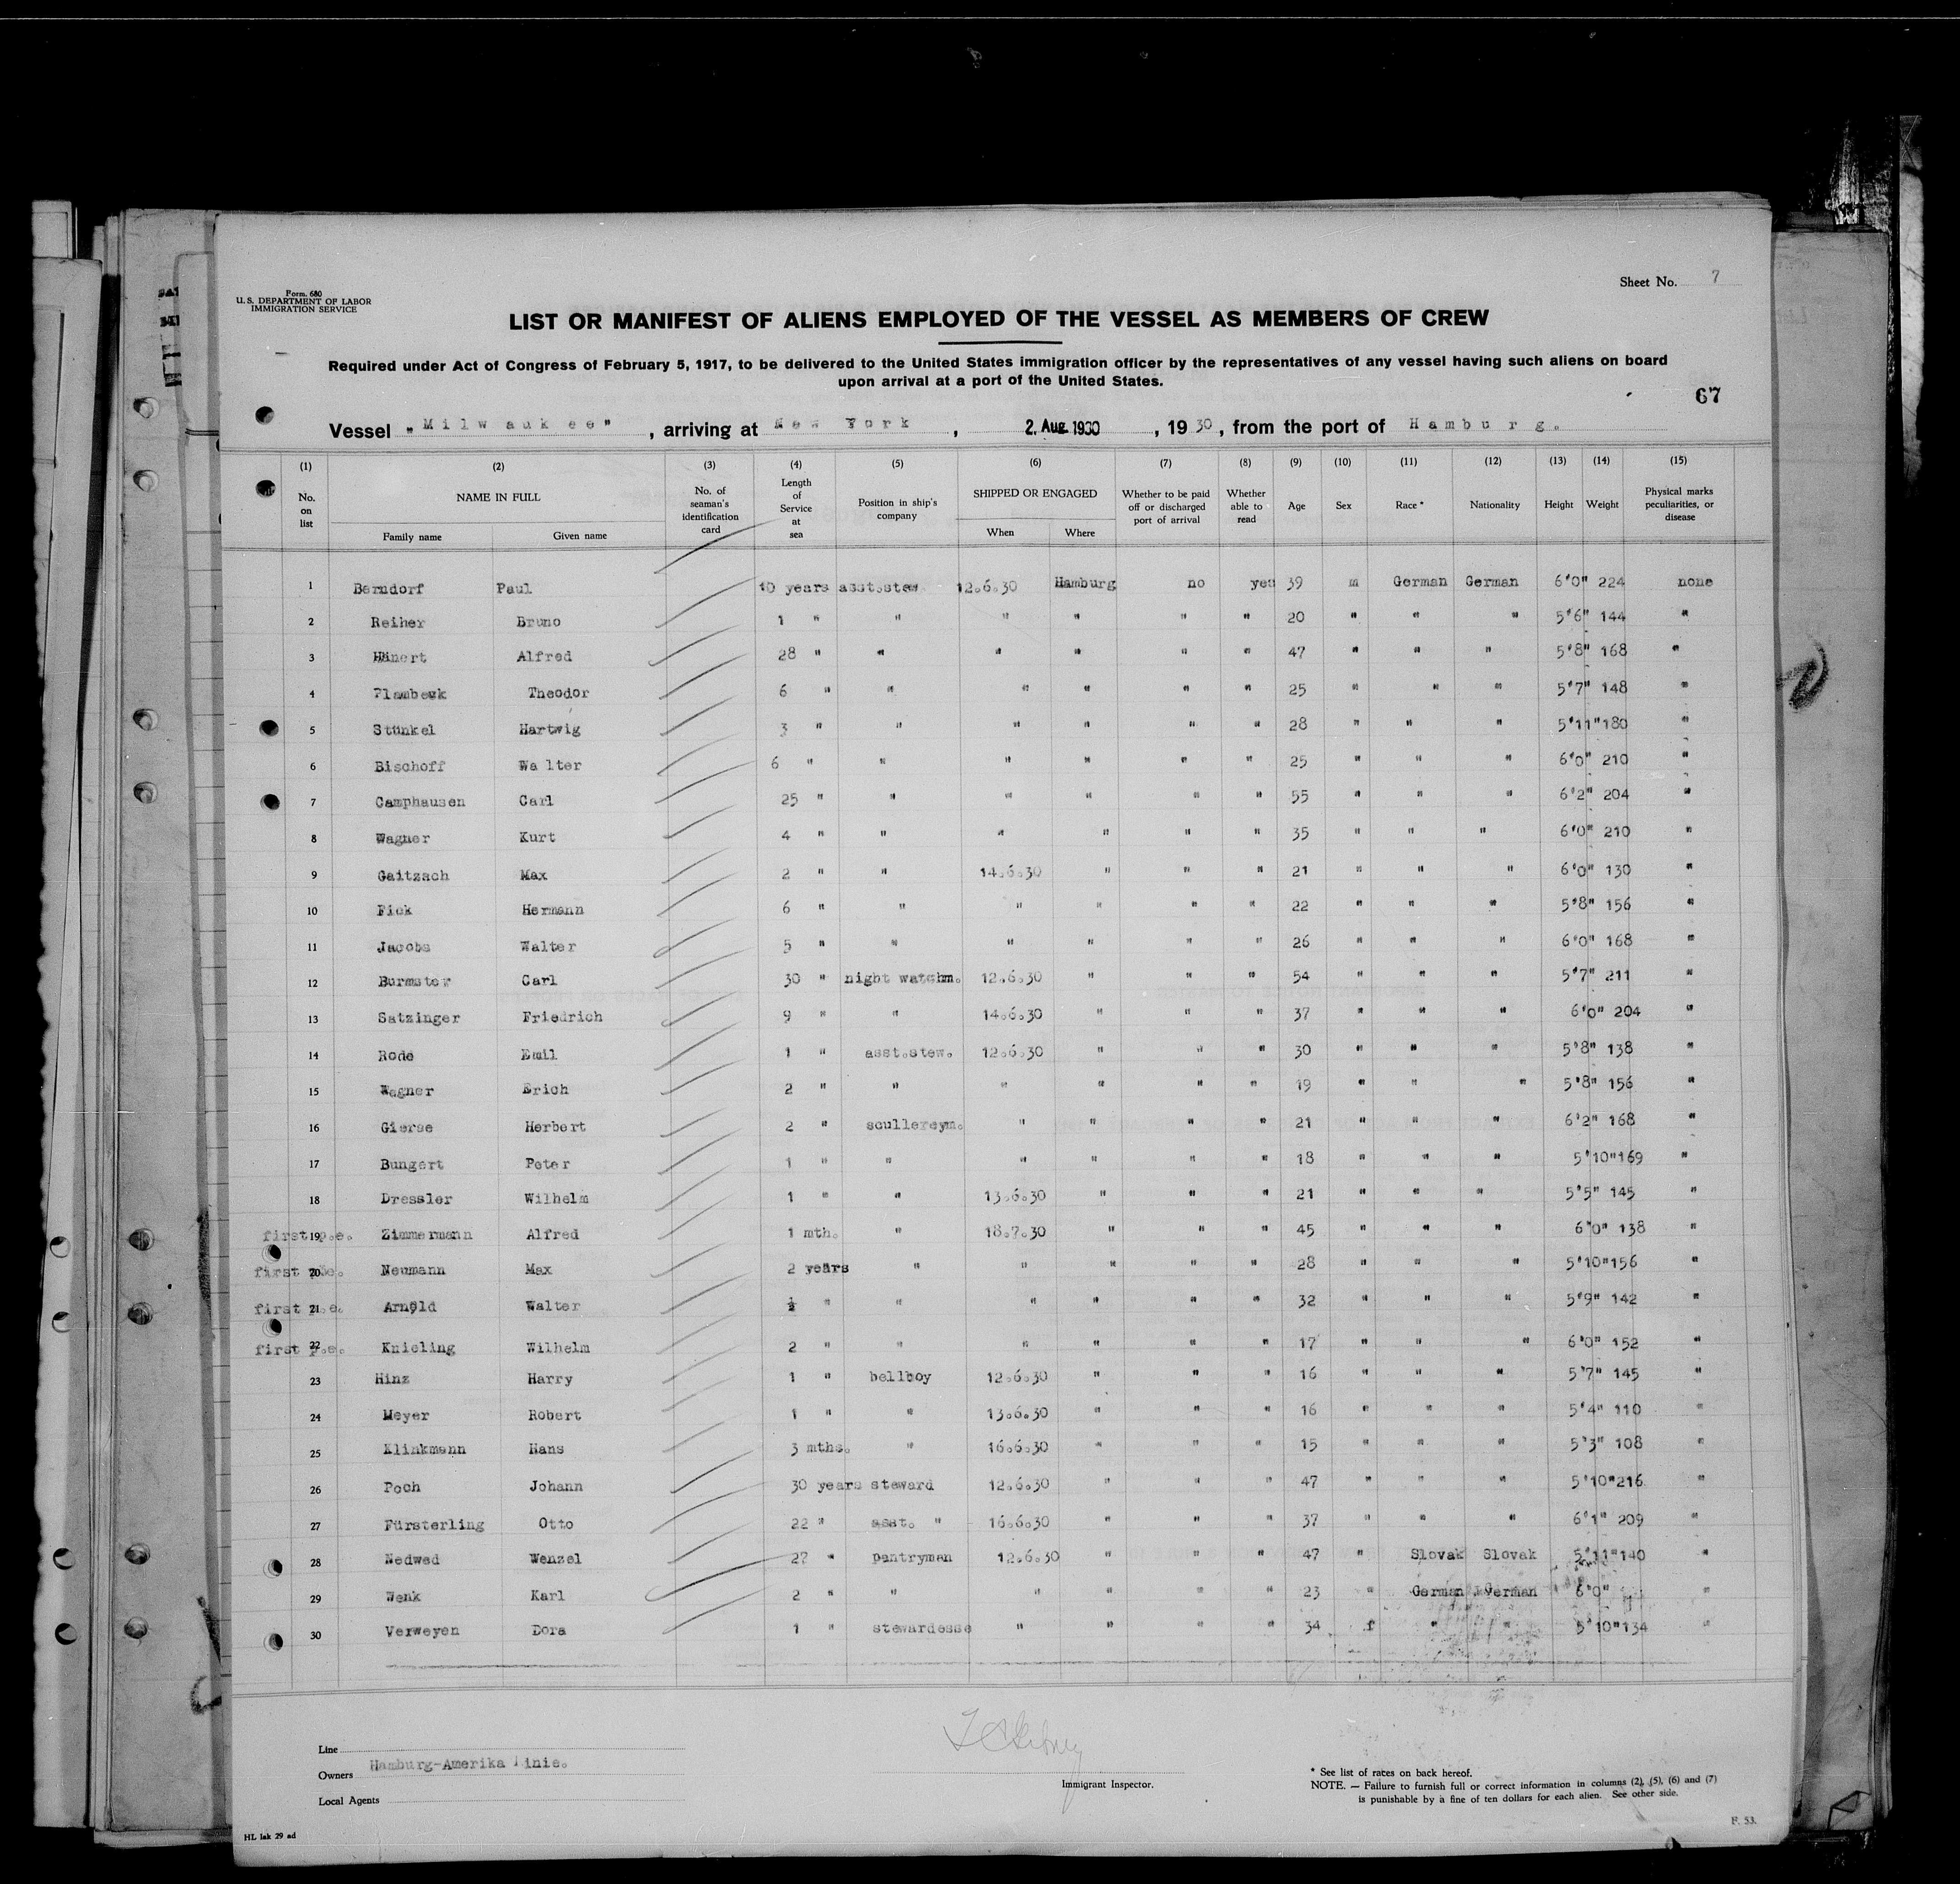 Form. 680
U. S. DEPARTMENT OF LABOR
IMMIGRATION SERVICE
Sheet No. 7
LIST OR MANIFEST OF ALIENS EMPLOYED OF THE VESSEL AS MEMBERS OF CREW
Required under Act of Congress of February 5, 1917, to be delivered to the United States immigration officer by the representatives of any vessel having such aliens on board
upon arrival at a port of the United States.
67
Vessel "Milwaukee", arriving at New York, 2. Aug. 1930, 1930, from the port of Hamburg.
(1) (2) (3) (4) (5) (6) (7) (8) (9) (10) (11) (12) (13) (14) (15)
No. on list NAME IN FULL Family name Given name No. of seaman's identification card Length of Service at sea Position in ship's company SHIPPED OR ENGAGED When Where Whether to be paid off or discharged port of arrival Whether able to read Age Sex Race * Nationality Height Weight Physical marks peculiarities, or disease
1 Berndorf Paul 10 years asst.stew 12.6.30 Hamburg no yes 39 m German German 6'0" 224 none
2 Reiher Bruno 1 " " " " " " 20 " " " 5'6" 144 "
3 Hänert Alfred 28 " " " " " " 47 " " " 5'8" 168 "
4 Flambeck Theodor 6 " " " " " " 25 " " " 5'7" 148 "
5 Stünkel Hartwig 3 " " " " " " 28 " " " 5'11" 180 "
6 Bischoff Walter 6 " " " " " " 25 " " " 6'0" 210 "
7 Camphausen Carl 25 " " " " " " 55 " " " 6'2" 204 "
8 Wagner Kurt 4 " " " " " " 35 " " " 6'0" 210 "
9 Gaitzsch Max 2 " " 14.6.30 " " " 21 " " " 6'0" 130 "
10 Fick Hermann 6 " " " " " " 22 " " " 5'8" 156 "
11 Jacobs Walter 5 " " " " " " 26 " " " 6'0" 168 "
12 Burmster Carl 30 " night watchm. 12.6.30 " " " 54 " " " 5'7" 211 "
13 Satzinger Friedrich 9 " " 14.6.30 " " " 37 " " " 6'0" 204 "
14 Rode Emil 1 " asst.stew. 12.6.30 " " " 30 " " " 5'8" 138 "
15 Wagner Erich 2 " " " " " " 19 " " " 5'8" 156 "
16 Gierse Herbert 2 " scullereym. " " " " 21 " " " 6'2" 168 "
17 Bungert Peter 1 " " " " " " 18 " " " 5'10" 169 "
18 Dressler Wilhelm 1 " " 13.6.30 " " " 21 " " " 5'5" 145 "
first p.e. 19 Zimmermann Alfred 1 mth. " 18.7.30 " " " 45 " " " 6'0" 138 "
first p.e. 20 Neumann Max 2 years " " " " " 28 " " " 5'10" 156 "
first p.e. 21 Arnold Walter ½ " " " " " " 32 " " " 5'9" 142 "
first p.e. 22 Knieling Wilhelm 2 " " " " " " 17 " " " 6'0" 152 "
23 Hinz Harry 1 " bellboy 12.6.30 " " " 16 " " " 5'7" 145 "
24 Meyer Robert 1 " " 13.6.30 " " " 16 " " " 5'4" 110 "
25 Klinkmann Hans 3 mths. " 16.6.30 " " " 15 " " " 5'3" 108 "
26 Poch Johann 30 years steward 12.6.30 " " " 47 " " " 5'10" 216 "
27 Fürsterling Otto 22 " asst. " 16.6.30 " " " 37 " " " 6'1" 209 "
28 Nedwed Wenzel 27 " pantryman 12.6.30 " " " 47 " Slovak Slovak 5'11" 140 "
29 Wenk Karl 2 " " " " " " 23 " German German 6'0" "
30 Verweyen Dora 1 " stewardesse " " " " 34 f " " 5'10" 134 "
Line
Owners Hamburg-Amerika Linie.
Local Agents
Immigrant Inspector.
* See list of races on back hereof.
NOTE. — Failure to furnish full or correct information in columns (2), (5), (6) and (7)
is punishable by a fine of ten dollars for each alien. See other side.
HL lak 29 ad
F. 53.